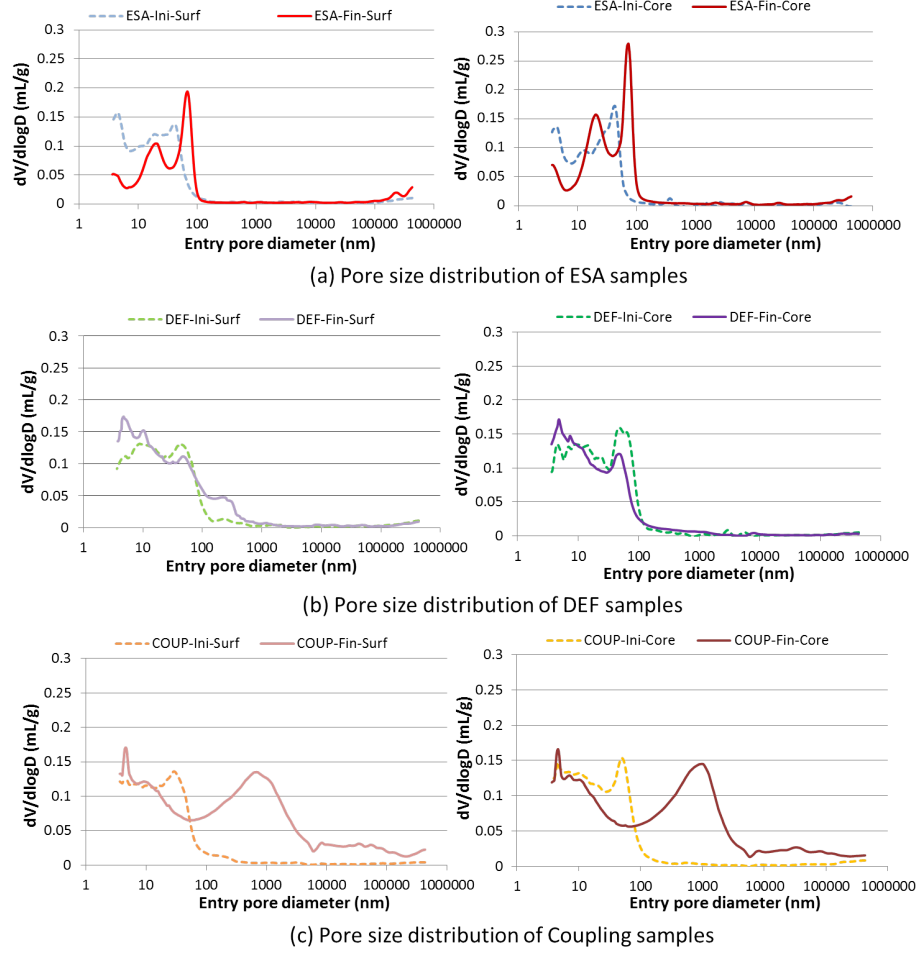 ESA-Ini-Surf ESA-Fin-Surf
dV/dlogD (mL/g)
0.3
0.25
0.2
0.15
0.1
0.05
0
1 10 100 1000 10000 100000 1000000
Entry pore diameter (nm)
ESA-Ini-Core ESA-Fin-Core
dV/dlogD (mL/g)
0.3
0.25
0.2
0.15
0.1
0.05
0
1 10 100 1000 10000 100000 1000000
Entry pore diameter (nm)
(a) Pore size distribution of ESA samples
DEF-Ini-Surf DEF-Fin-Surf
dV/dlogD (mL/g)
0.3
0.25
0.2
0.15
0.1
0.05
0
1 10 100 1000 10000 100000 1000000
Entry pore diameter (nm)
DEF-Ini-Core DEF-Fin-Core
dV/dlogD (mL/g)
0.3
0.25
0.2
0.15
0.1
0.05
0
1 10 100 1000 10000 100000 1000000
Entry pore diameter (nm)
(b) Pore size distribution of DEF samples
COUP-Ini-Surf COUP-Fin-Surf
dV/dlogD (mL/g)
0.3
0.25
0.2
0.15
0.1
0.05
0
1 10 100 1000 10000 100000 1000000
Entry pore diameter (nm)
COUP-Ini-Core COUP-Fin-Core
dV/dlogD (mL/g)
0.3
0.25
0.2
0.15
0.1
0.05
0
1 10 100 1000 10000 100000 1000000
Entry pore diameter (nm)
(c) Pore size distribution of Coupling samples